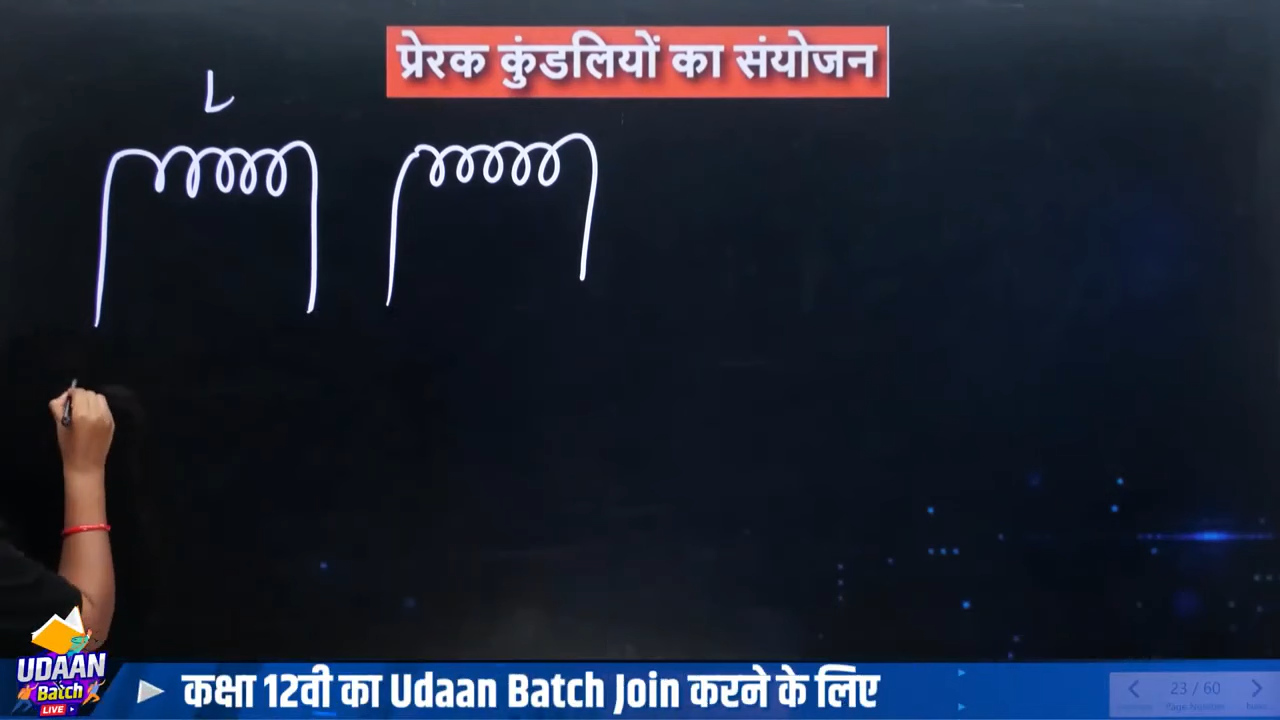 प्रेरक कुंडलियों का संयोजन
L
UDAAN
Batch
LIVE
कक्षा 12वी का Udaan Batch Join करने के लिए
23 / 60